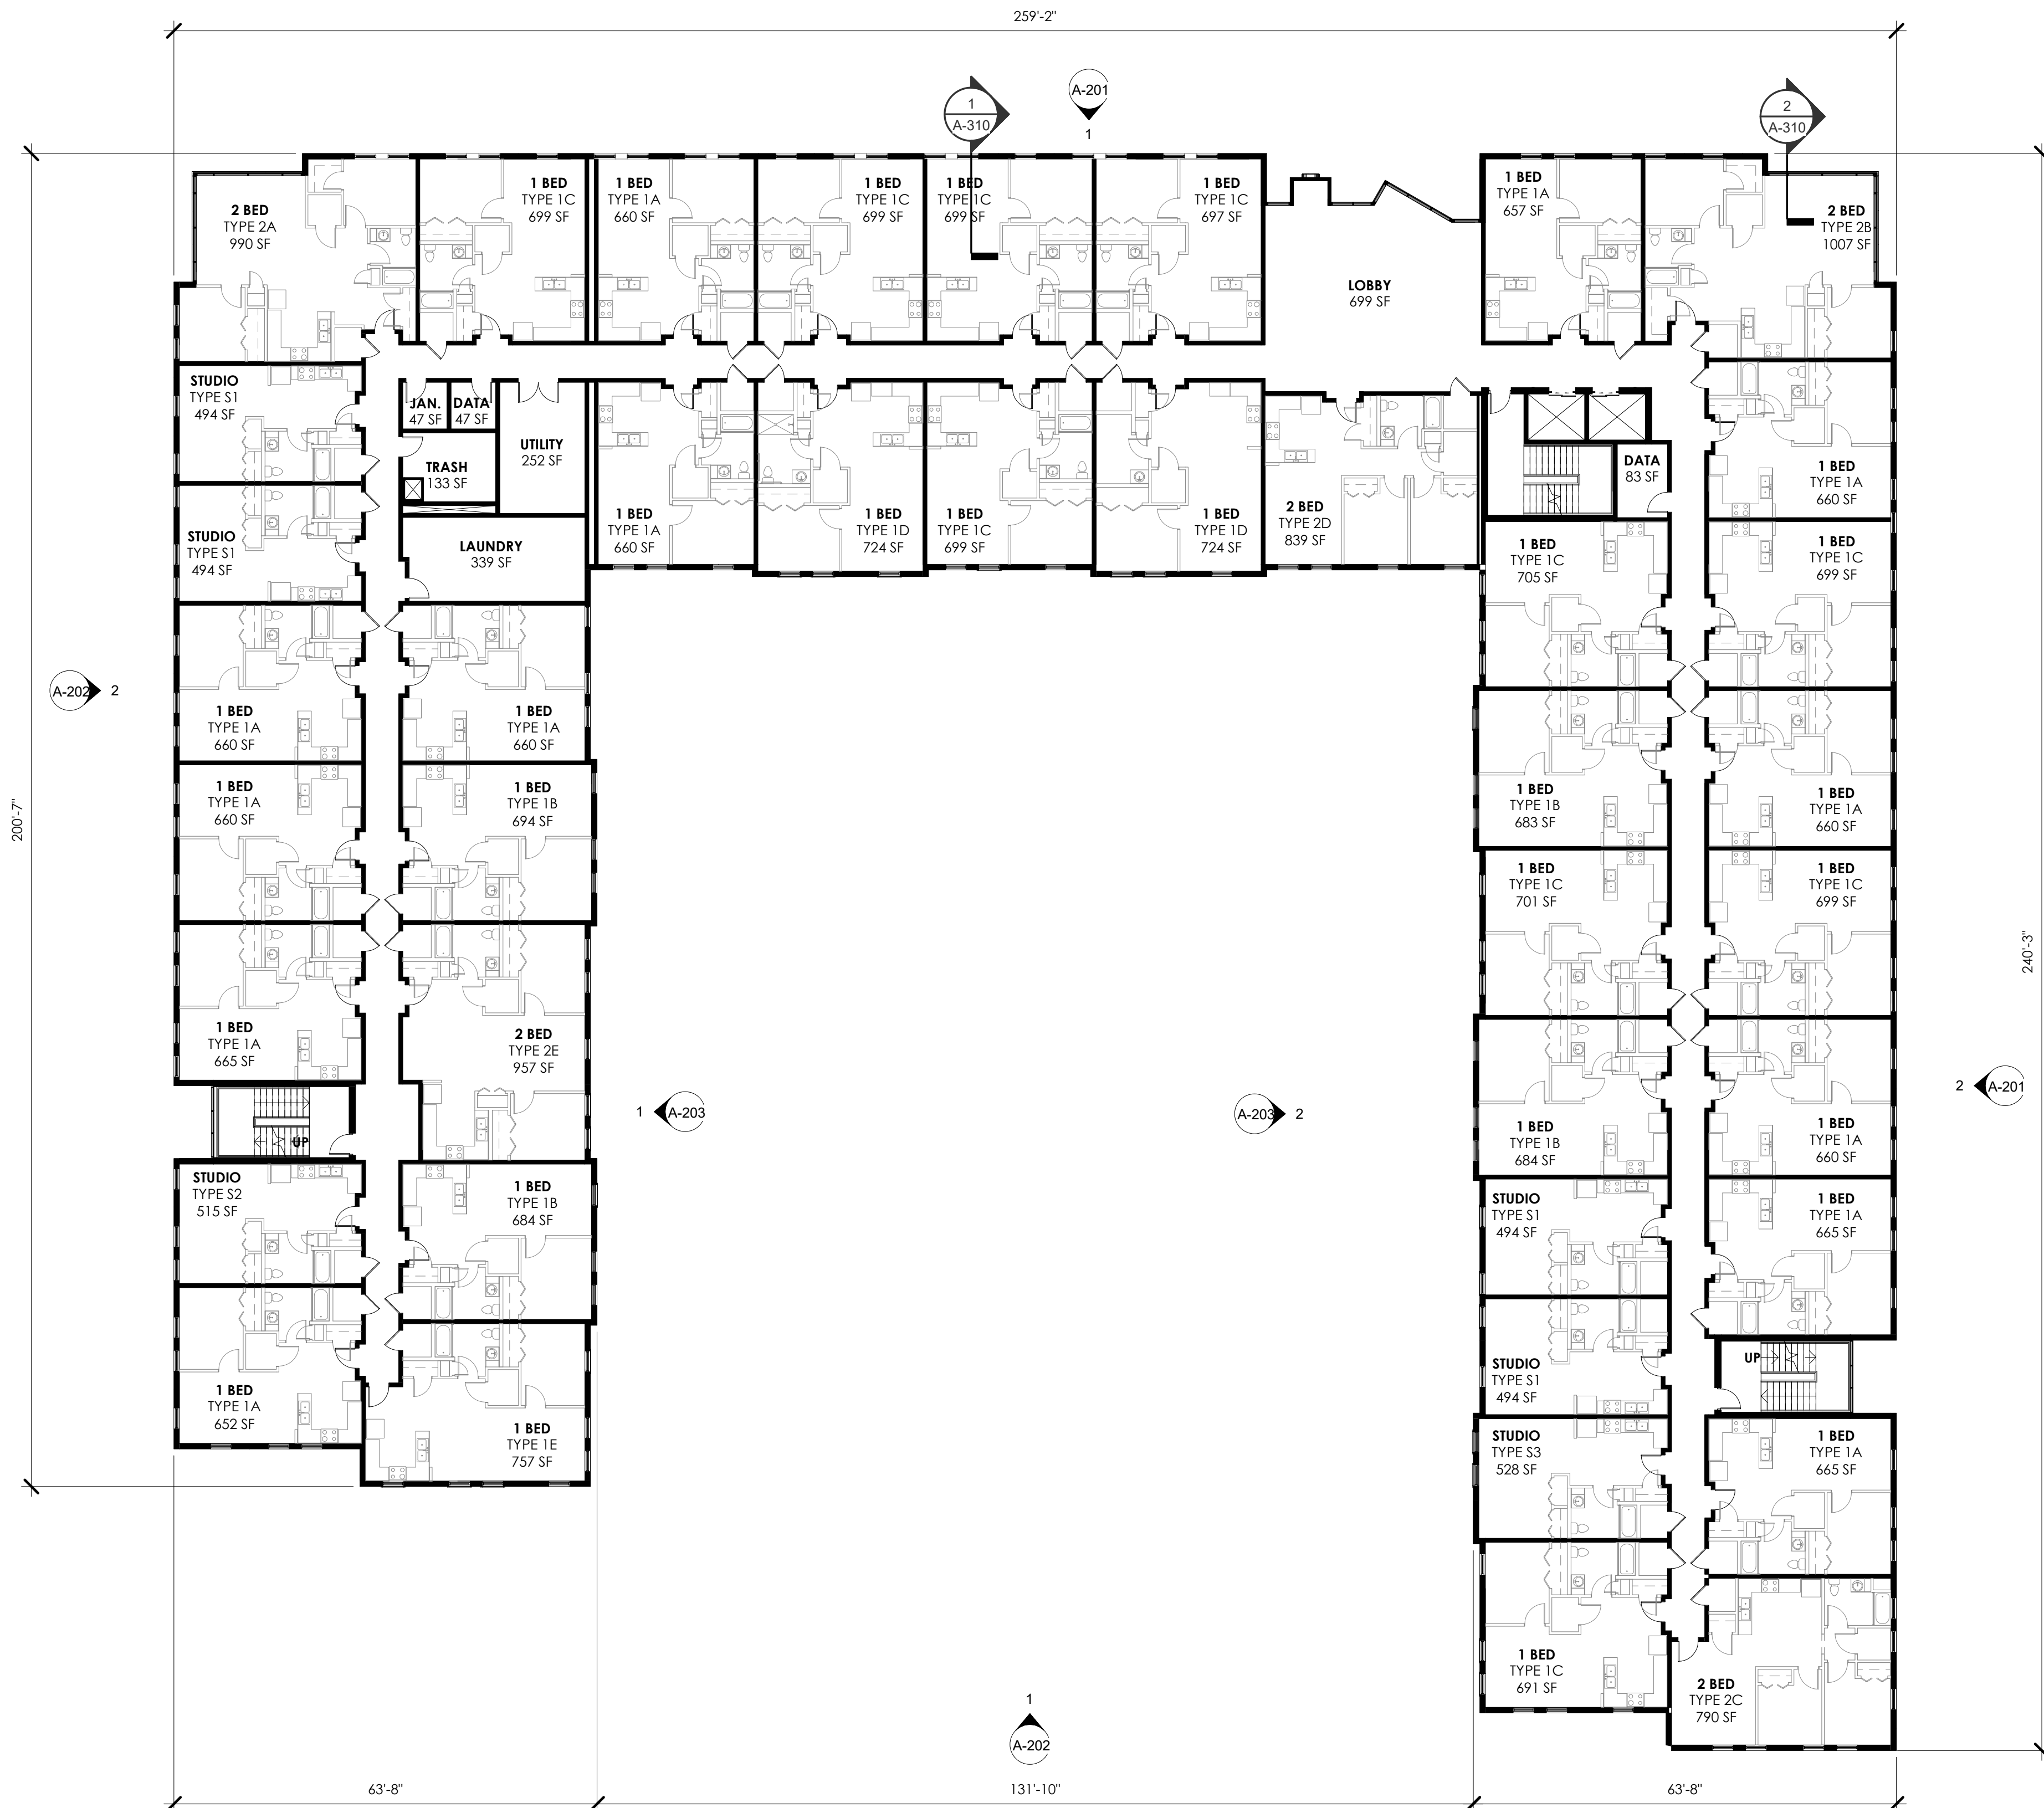 259'-2"
A-201
1
1
A-310
2
A-310
2 BED
TYPE 2A
990 SF
1 BED
TYPE 1C
699 SF
1 BED
TYPE 1A
660 SF
1 BED
TYPE 1C
699 SF
1 BED
TYPE 1C
699 SF
1 BED
TYPE 1C
697 SF
LOBBY
699 SF
1 BED
TYPE 1A
657 SF
2 BED
TYPE 2B
1007 SF
STUDIO
TYPE S1
494 SF
JAN.
47 SF
DATA
47 SF
UTILITY
252 SF
TRASH
133 SF
1 BED
TYPE 1A
660 SF
1 BED
TYPE 1D
724 SF
1 BED
TYPE 1C
699 SF
1 BED
TYPE 1D
724 SF
2 BED
TYPE 2D
839 SF
DATA
83 SF
1 BED
TYPE 1A
660 SF
STUDIO
TYPE S1
494 SF
LAUNDRY
339 SF
1 BED
TYPE 1C
705 SF
1 BED
TYPE 1C
699 SF
A-202
2
1 BED
TYPE 1A
660 SF
1 BED
TYPE 1A
660 SF
200'-7"
1 BED
TYPE 1A
660 SF
1 BED
TYPE 1B
694 SF
1 BED
TYPE 1B
683 SF
1 BED
TYPE 1A
660 SF
1 BED
TYPE 1C
701 SF
1 BED
TYPE 1C
699 SF
240'-3"
1 BED
TYPE 1A
665 SF
2 BED
TYPE 2E
957 SF
1
A-203
A-203
2
2
A-201
UP
1 BED
TYPE 1B
684 SF
1 BED
TYPE 1A
660 SF
STUDIO
TYPE S2
515 SF
1 BED
TYPE 1B
684 SF
STUDIO
TYPE S1
494 SF
1 BED
TYPE 1A
665 SF
UP
STUDIO
TYPE S1
494 SF
1 BED
TYPE 1A
652 SF
1 BED
TYPE 1E
757 SF
STUDIO
TYPE S3
528 SF
1 BED
TYPE 1A
665 SF
1 BED
TYPE 1C
691 SF
2 BED
TYPE 2C
790 SF
1
A-202
63'-8"
131'-10"
63'-8"